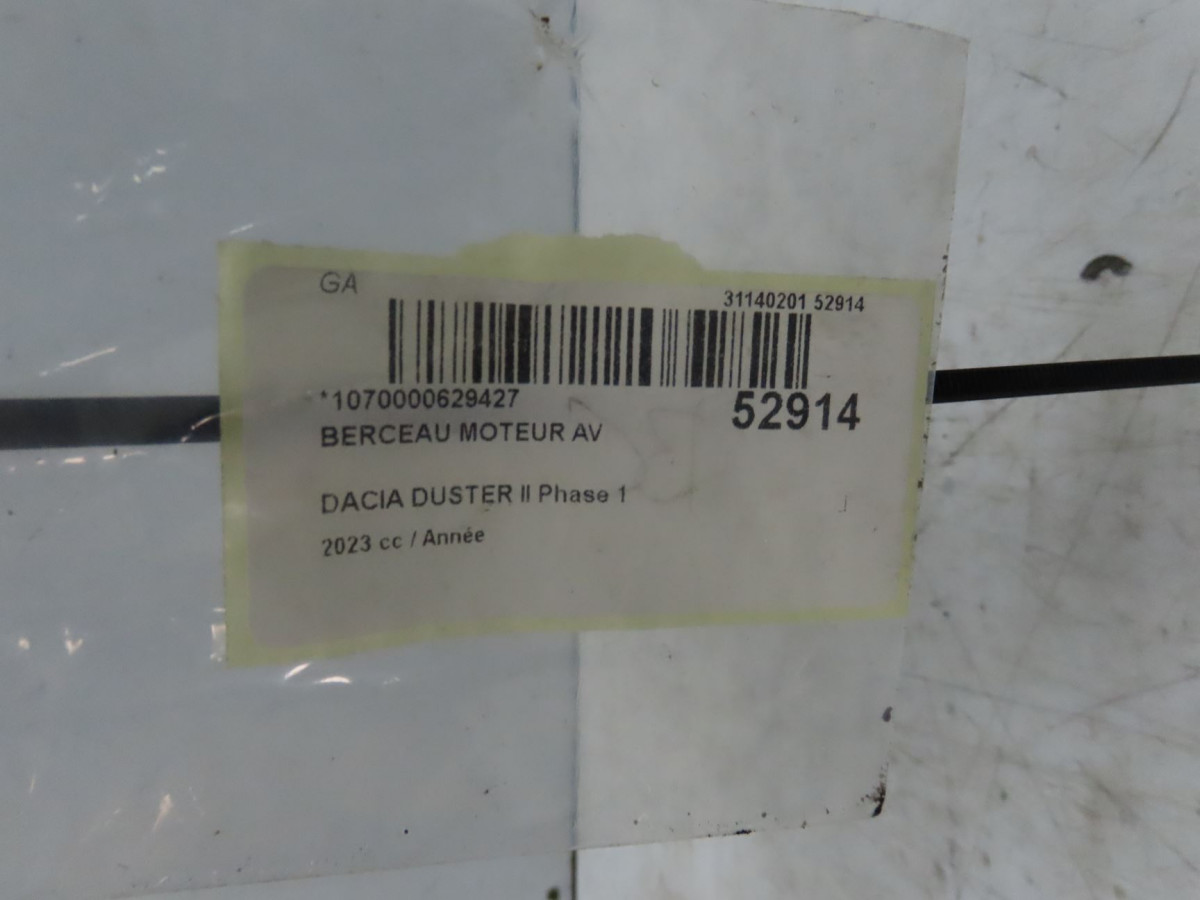 GA
31140201 52914
*1070000629427
52914
BERCEAU MOTEUR AV
DACIA DUSTER II Phase 1
2023 cc / Année